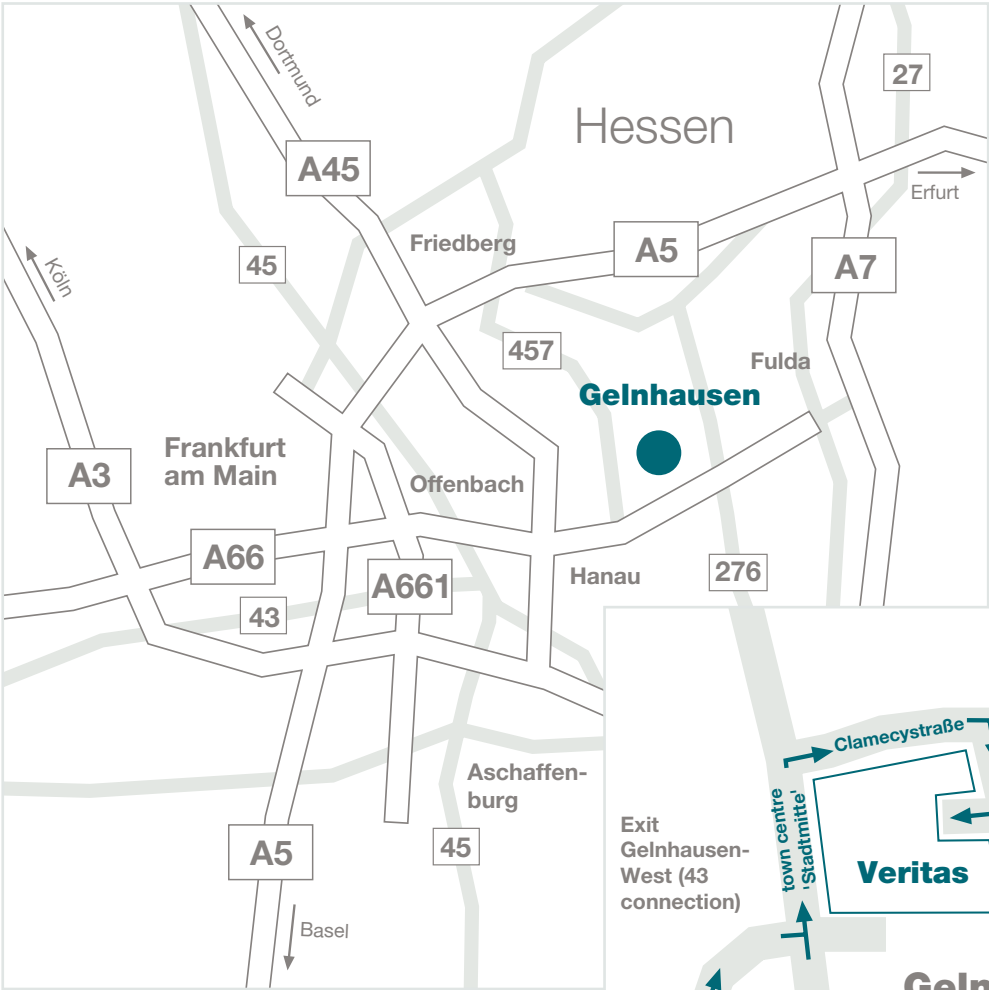 Dortmund
27
Hessen
A45
Erfurt
Friedberg
A5
45
A7
Köln
457
Fulda
Gelnhausen
Frankfurt
am Main
A3
Offenbach
A66
Hanau
276
A661
43
Clamecystraße
Aschaffen-
burg
town centre
'Stadtmitte'
Exit
Gelnhausen-
West (43
connection)
A5
45
Veritas
Basel